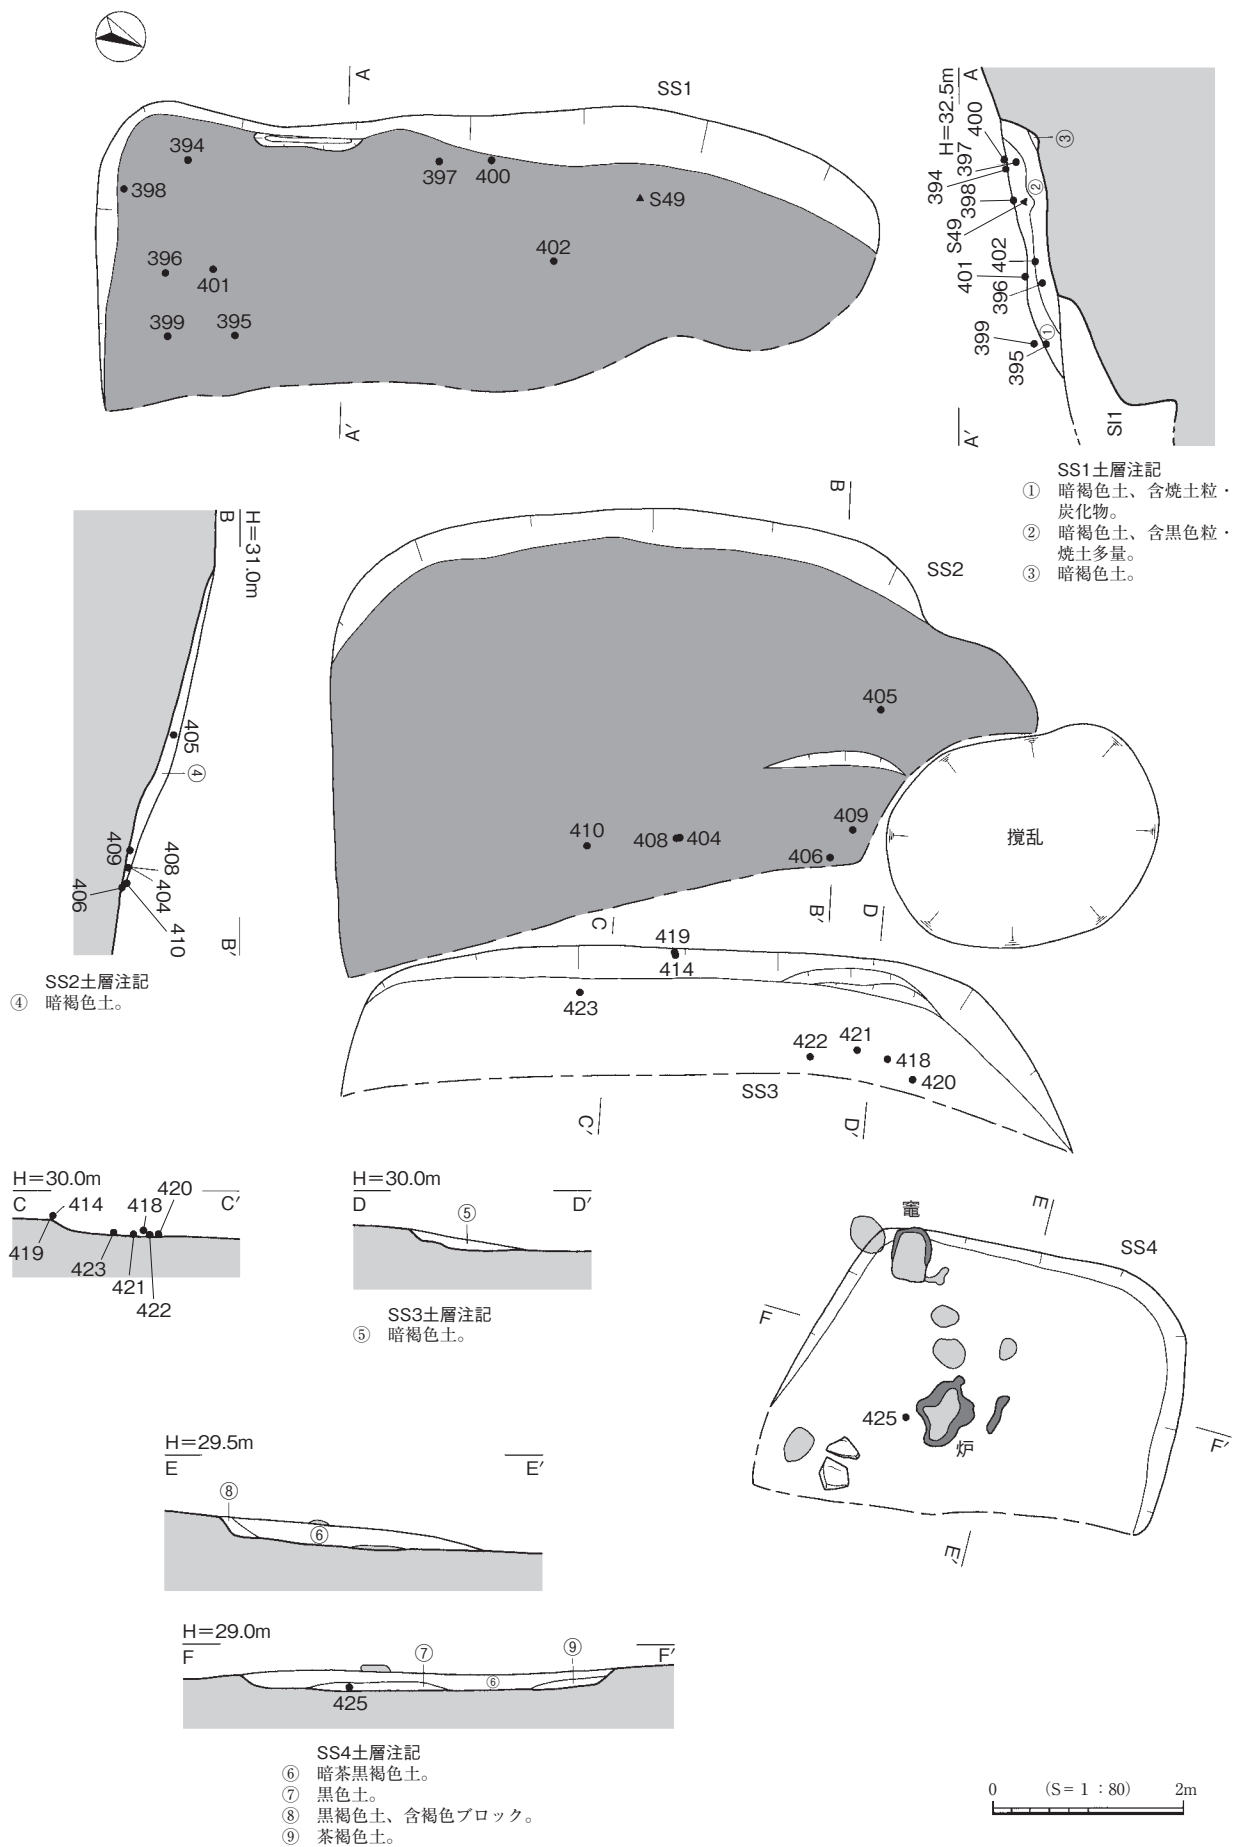 A
SS1
394
398
397
400
S49
396
401
402
399
395
A′
H＝32.5m
A
400
397
394
398
S49
402
401
396
399
395
③
②
①
SI1
A′
SS1土層注記
① 暗褐色土、含焼土粒・
炭化物。
② 暗褐色土、含黒色粒・
焼土多量。
③ 暗褐色土。
B
H＝31.0m
405
④
409
408
404
406
410
B′
SS2土層注記
④ 暗褐色土。
B
SS2
405
410
408
404
409
406
撹乱
B′
D
C
419
414
423
422
421
418
420
SS3
C′
D′
H＝30.0m
C
C′
414
418
420
419
423
421
422
H＝30.0m
D
D′
⑤
SS3土層注記
⑤ 暗褐色土。
竈
E
SS4
F
425
炉
F′
E′
H＝29.5m
E
E′
⑧
⑥
H＝29.0m
F
F′
⑦
⑨
⑥
425
SS4土層注記
⑥ 暗茶黒褐色土。
⑦ 黒色土。
⑧ 黒褐色土、含褐色ブロック。
⑨ 茶褐色土。
0 (S＝1：80) 2m